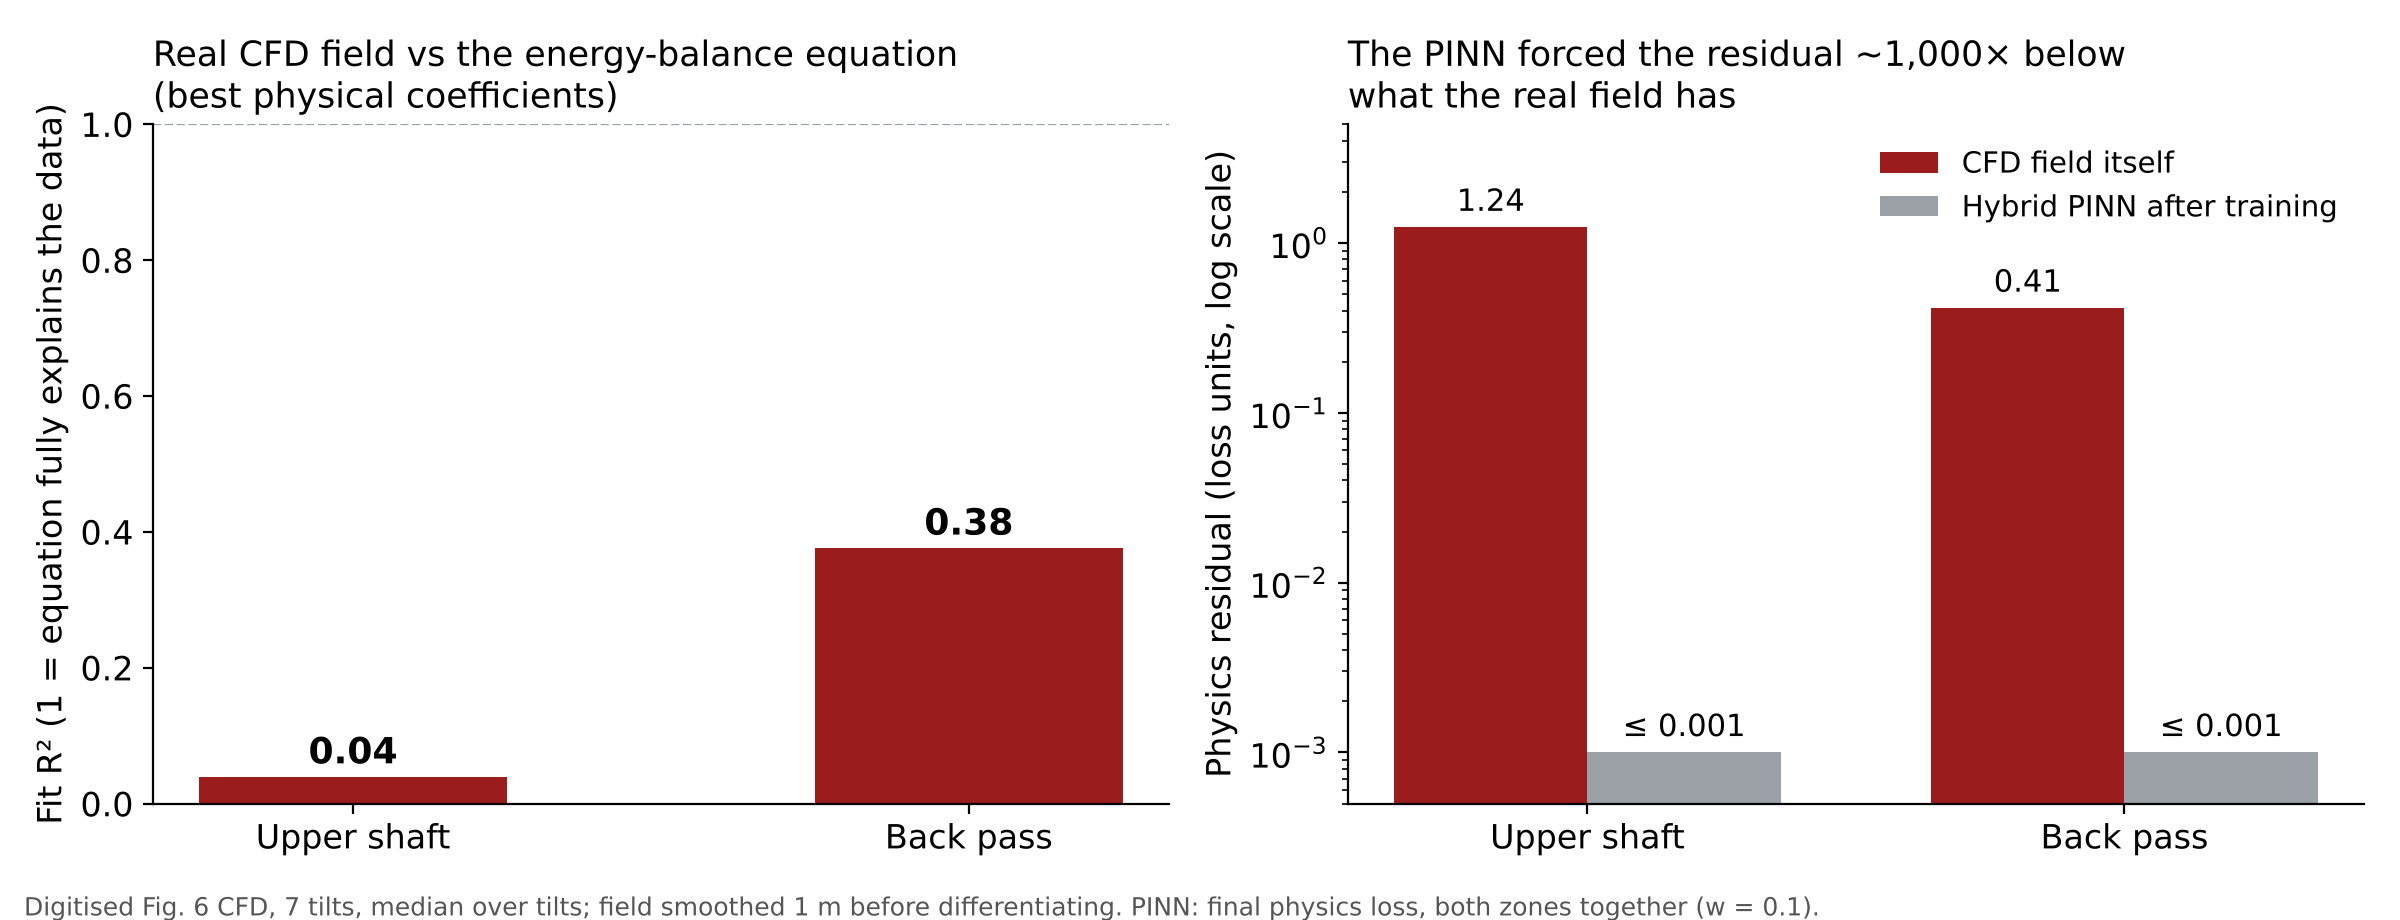 Real CFD field vs the energy-balance equation
(best physical coefficients)
Fit R² (1 = equation fully explains the data)
1.0
0.8
0.6
0.4
0.2
0.0
0.04
0.38
Upper shaft
Back pass
The PINN forced the residual ~1,000× below
what the real field has
Physics residual (loss units, log scale)
10⁰
10⁻¹
10⁻²
10⁻³
CFD field itself
Hybrid PINN after training
1.24
≤ 0.001
0.41
≤ 0.001
Upper shaft
Back pass
Digitised Fig. 6 CFD, 7 tilts, median over tilts; field smoothed 1 m before differentiating. PINN: final physics loss, both zones together (w = 0.1).